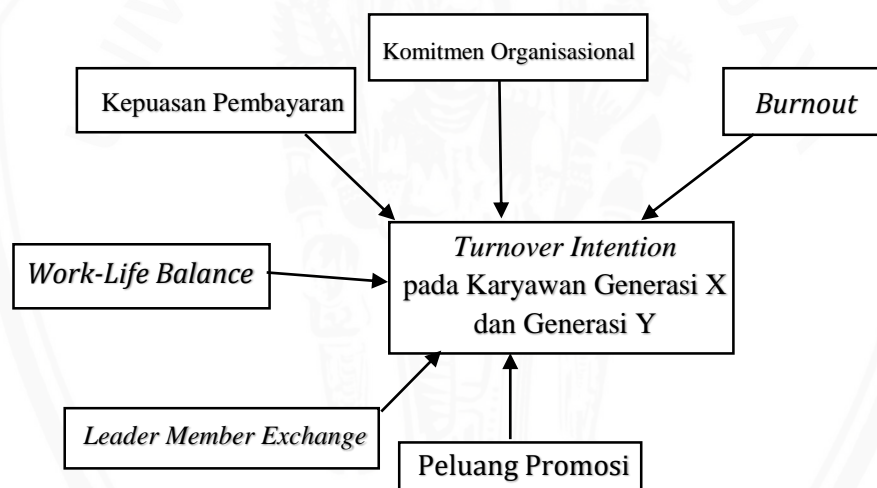 Komitmen Organisasional
Kepuasan Pembayaran
Burnout
Turnover Intention
pada Karyawan Generasi X
dan Generasi Y
Work-Life Balance
Leader Member Exchange
Peluang Promosi